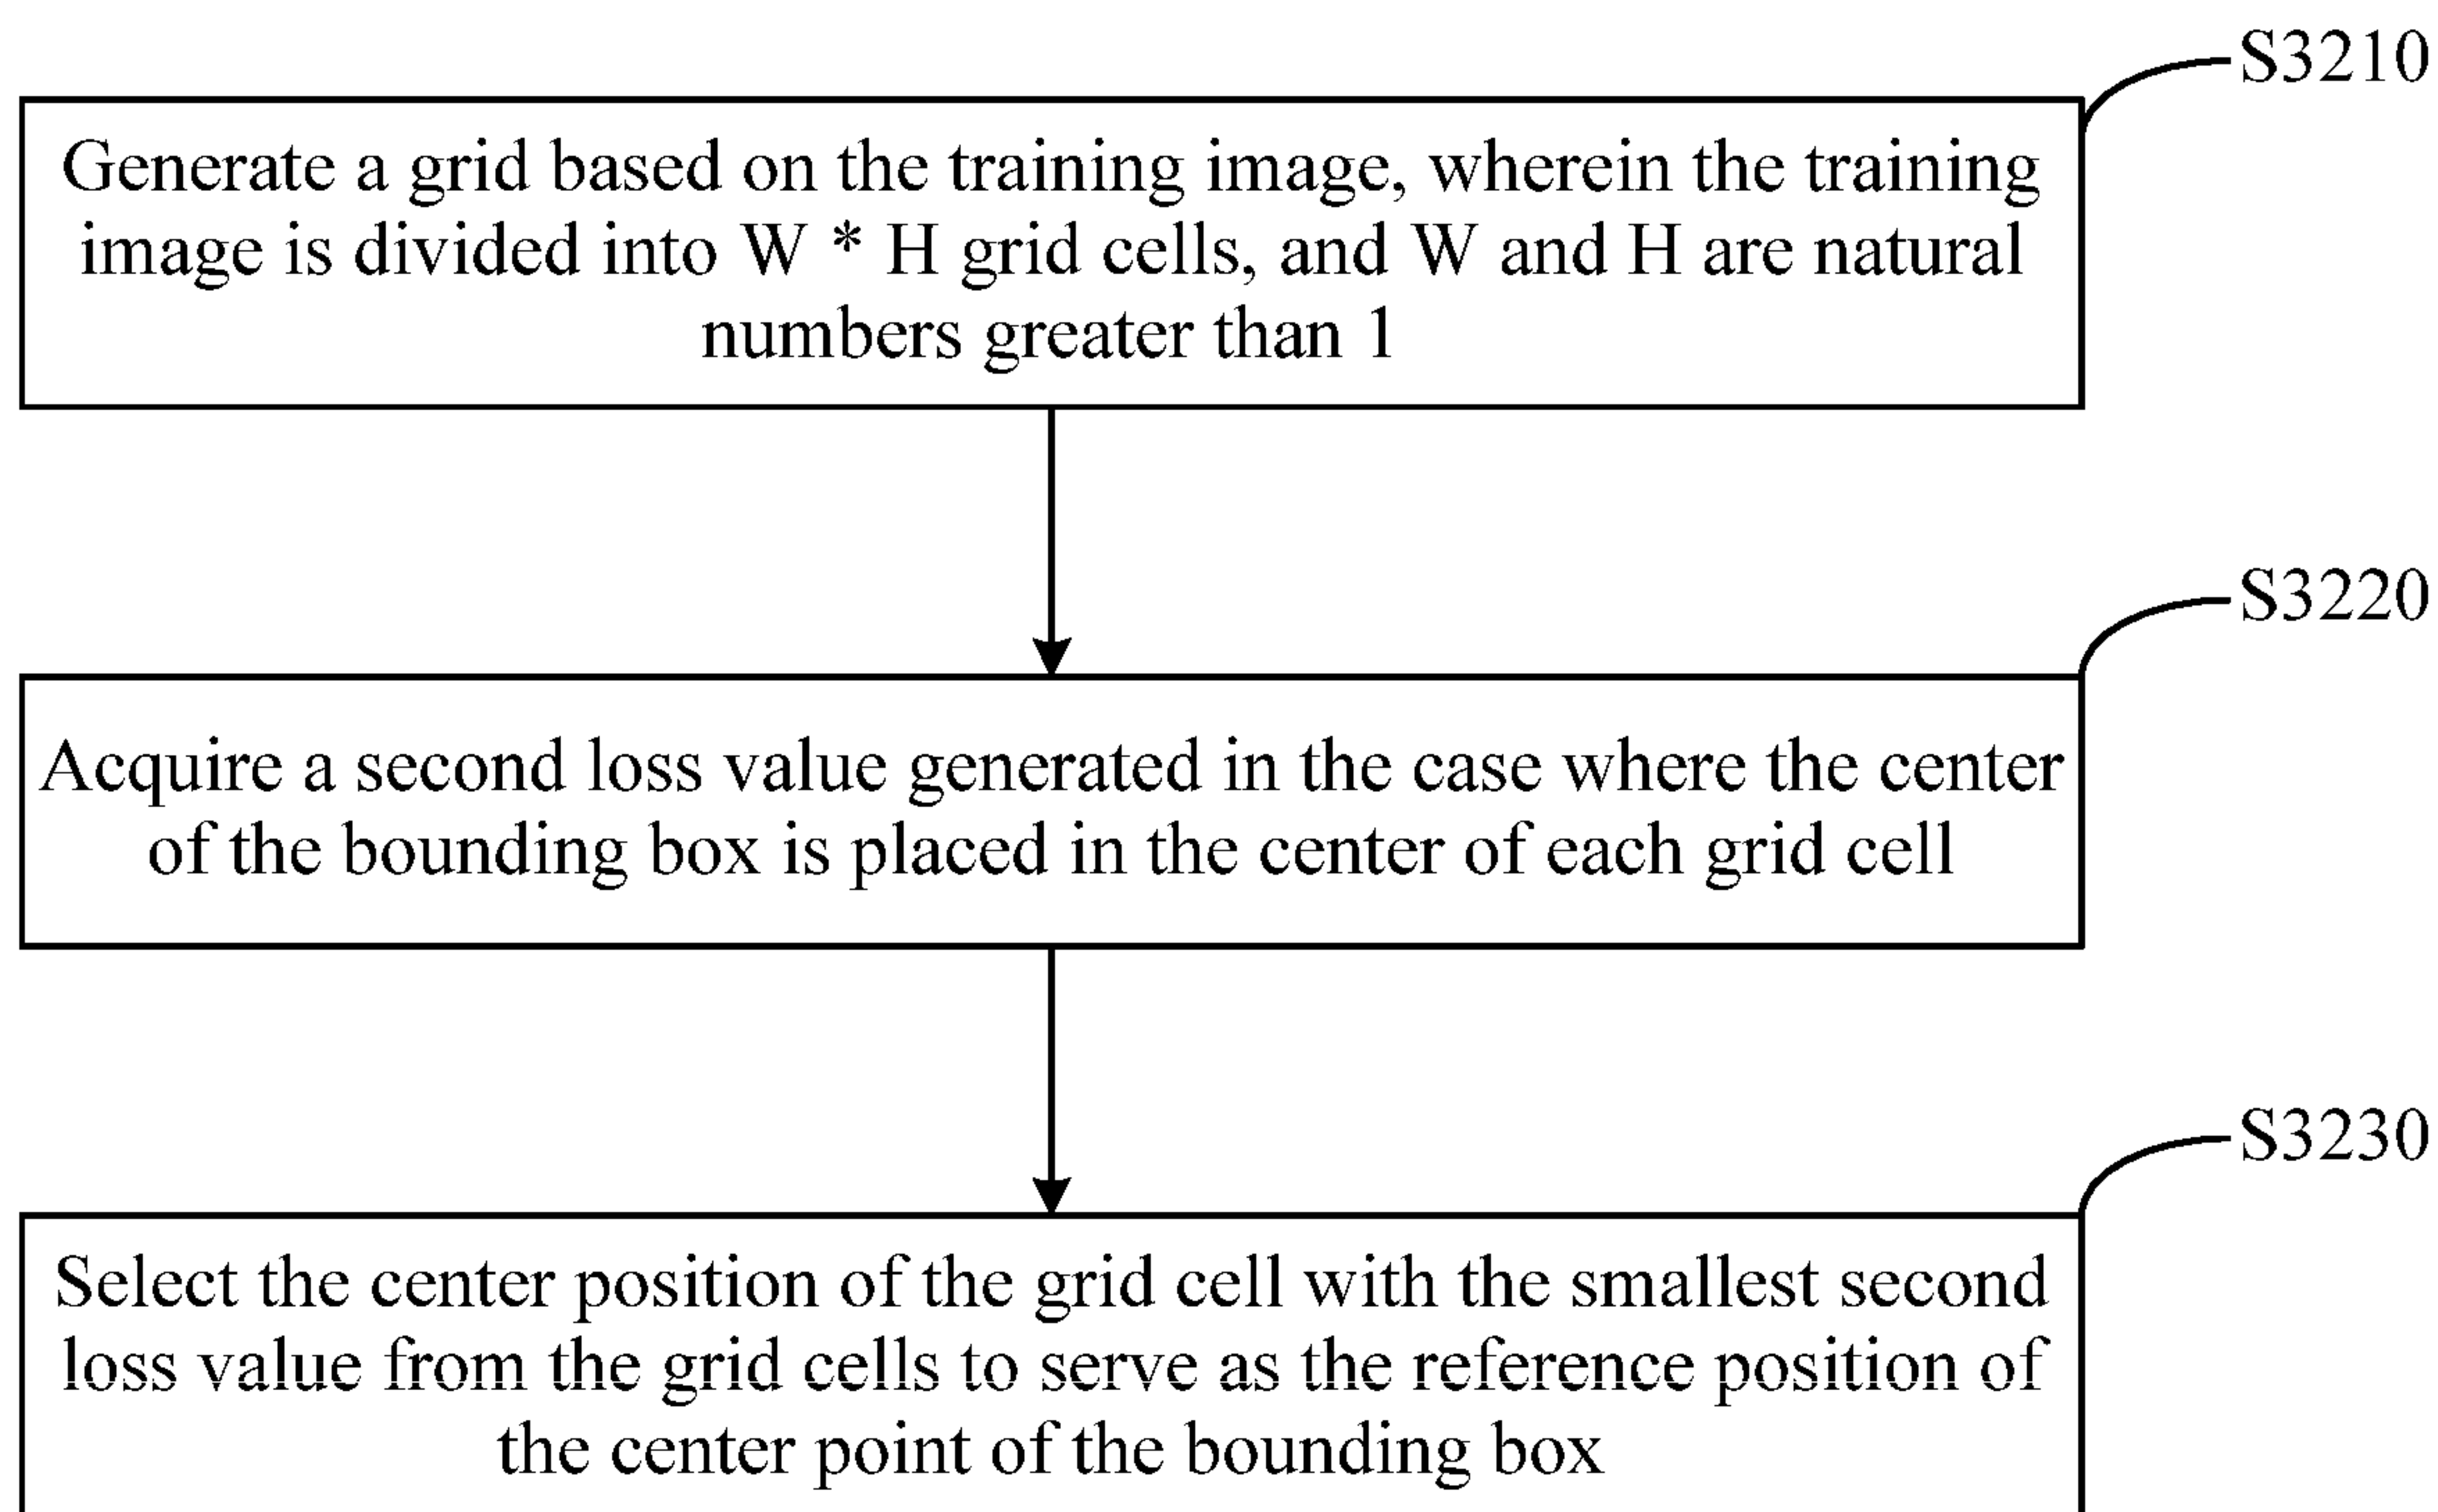 S3210
Generate a grid based on the training image, wherein the training
image is divided into W * H grid cells, and W and H are natural
numbers greater than 1
S3220
Acquire a second loss value generated in the case where the center
of the bounding box is placed in the center of each grid cell
S3230
Select the center position of the grid cell with the smallest second
loss value from the grid cells to serve as the reference position of
the center point of the bounding box